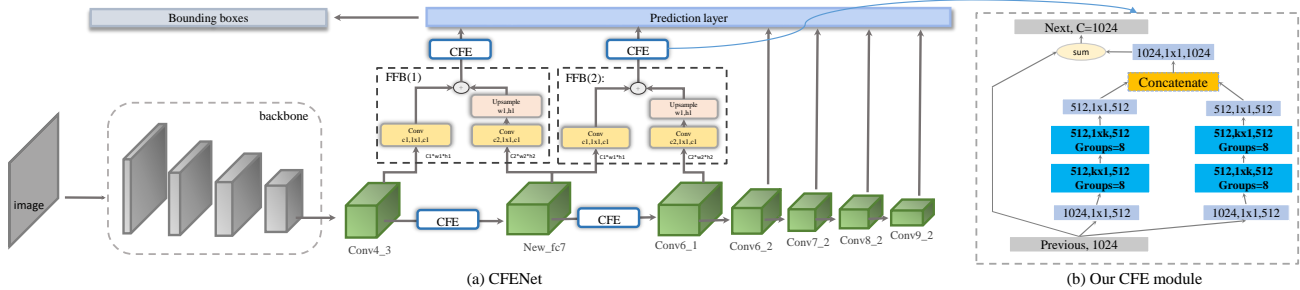 Bounding boxes
Prediction layer
CFE
CFE
FFB(1)
FFB(2):
Upsample
w1,h1
Upsample
w1,h1
Conv
c1,1x1,c1
Conv
c2,1x1,c1
Conv
c1,1x1,c1
Conv
c2,1x1,c1
C1*w1*h1
C2*w2*h2
C1*w1*h1
C2*w2*h2
backbone
image
CFE
CFE
Conv4_3
New_fc7
Conv6_1
Conv6_2
Conv7_2
Conv8_2
Conv9_2
(a) CFENet
Next, C=1024
sum
1024,1x1,1024
Concatenate
512,1x1,512
512,1x1,512
512,1xk,512
Groups=8
512,kx1,512
Groups=8
512,kx1,512
Groups=8
512,1xk,512
Groups=8
1024,1x1,512
1024,1x1,512
Previous, 1024
(b) Our CFE module